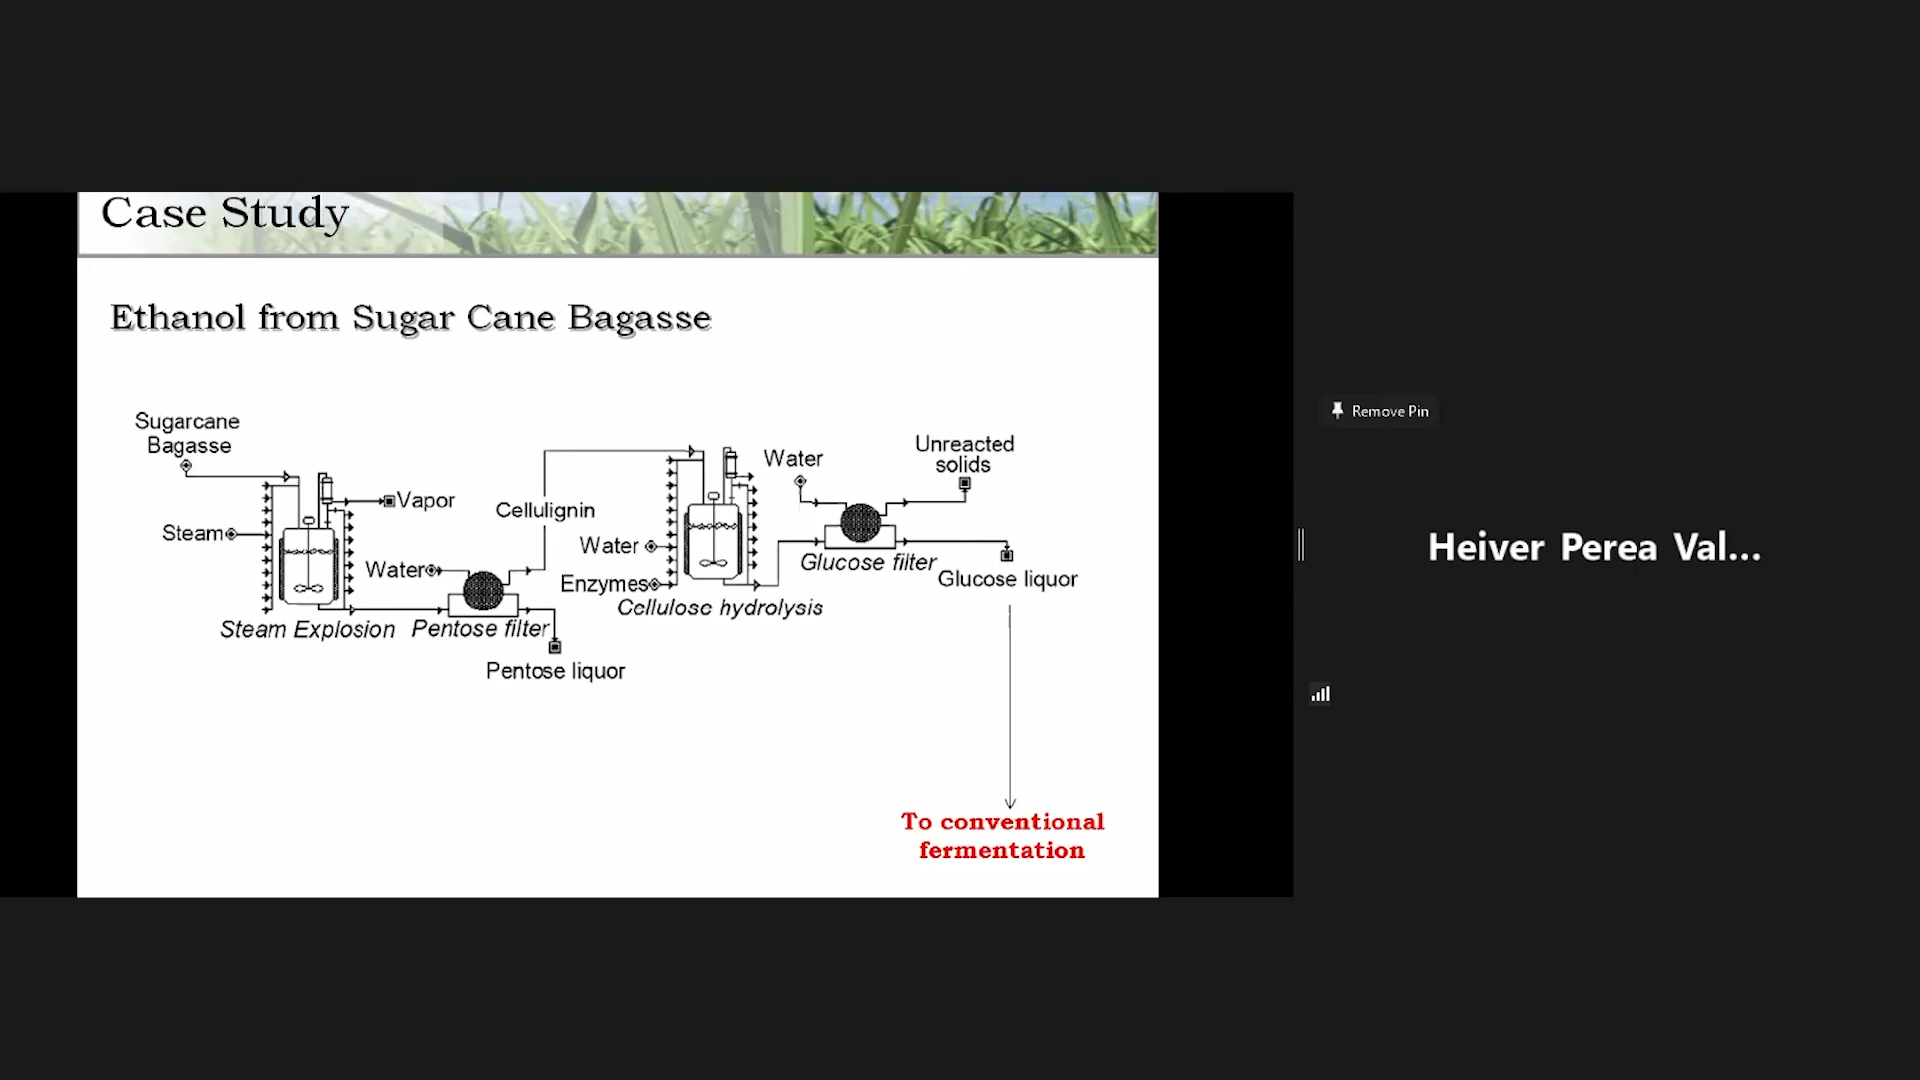 Case Study
Ethanol from Sugar Cane Bagasse
Sugarcane
Bagasse
Steam
Vapor
Water
Steam Explosion
Pentose filter
Pentose liquor
Cellulignin
Water
Enzymes
Cellulose hydrolysis
Water
Glucose filter
Unreacted
solids
Glucose liquor
To conventional
fermentation
Remove Pin
Heiver Perea Val...